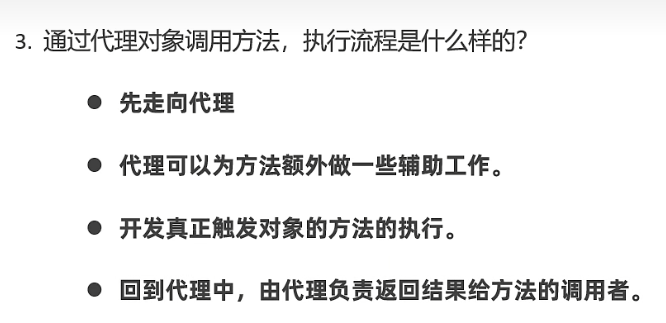 3. 通过代理对象调用方法，执行流程是什么样的?
● 先走向代理
● 代理可以为方法额外做一些辅助工作。
● 开发真正触发对象的方法的执行。
● 回到代理中，由代理负责返回结果给方法的调用者。